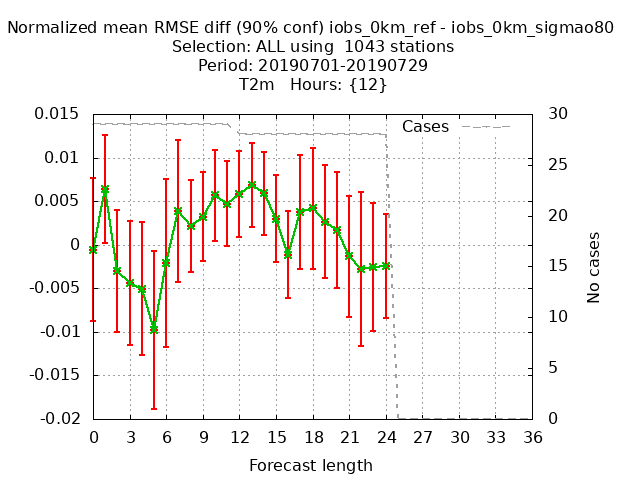 Normalized mean RMSE diff (90% conf) iobs_0km_ref - iobs_0km_sigmao80
Selection: ALL using  1043 stations
Period: 20190701-20190729
T2m   Hours: {12}
Cases
0.015
0.01
0.005
0
-0.005
-0.01
-0.015
-0.02
30
25
20
15
10
5
0
No cases
0 3 6 9 12 15 18 21 24 27 30 33 36
Forecast length